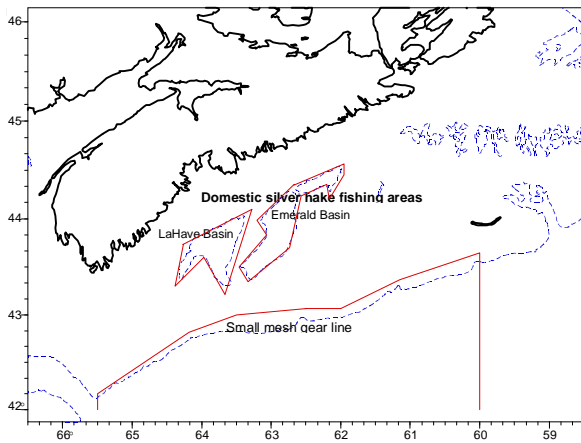 46
45
Domestic silver hake fishing areas
44
Emerald Basin
LaHave Basin
43
Small mesh gear line
42°
66° 65 64 63 62 61 60 59